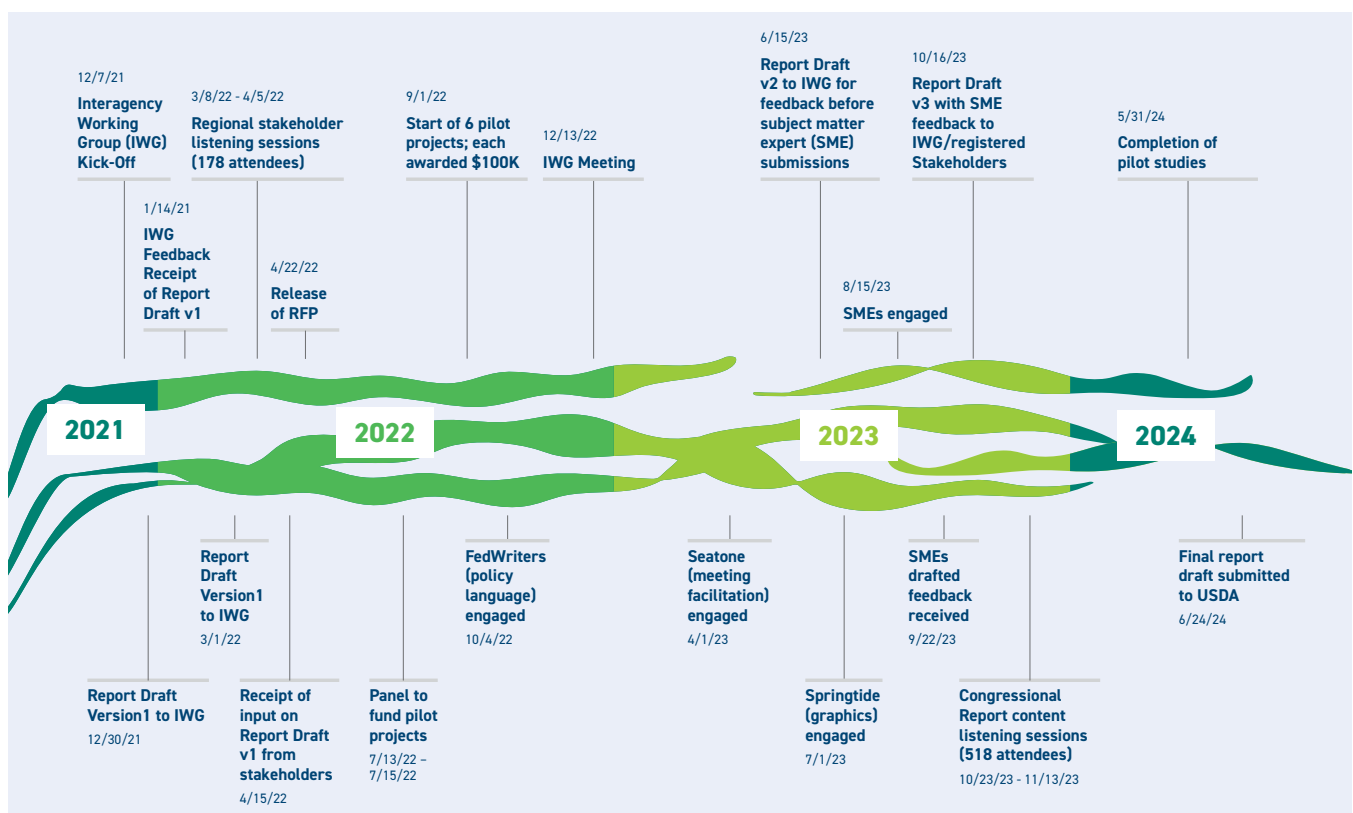 12/7/21
Interagency
Working
Group (IWG)
Kick-Off
1/14/21
IWG
Feedback
Receipt
of Report
Draft v1
3/8/22 - 4/5/22
Regional stakeholder
listening sessions
(178 attendees)
4/22/22
Release
of RFP
9/1/22
Start of 6 pilot
projects; each
awarded $100K
12/13/22
IWG Meeting
6/15/23
Report Draft
v2 to IWG for
feedback before
subject matter
expert (SME)
submissions
8/15/23
SMEs engaged
10/16/23
Report Draft
v3 with SME
feedback to
IWG/registered
Stakeholders
5/31/24
Completion of
pilot studies
2021
2022
2023
2024
Report Draft
Version1 to IWG
12/30/21
Report
Draft
Version1
to IWG
3/1/22
Receipt of
input on
Report Draft
v1 from
stakeholders
4/15/22
Panel to
fund pilot
projects
7/13/22 –
7/15/22
FedWriters
(policy
language)
engaged
10/4/22
Seatone
(meeting
facilitation)
engaged
4/1/23
Springtide
(graphics)
engaged
7/1/23
SMEs
drafted
feedback
received
9/22/23
Congressional
Report content
listening sessions
(518 attendees)
10/23/23 - 11/13/23
Final report
draft submitted
to USDA
6/24/24